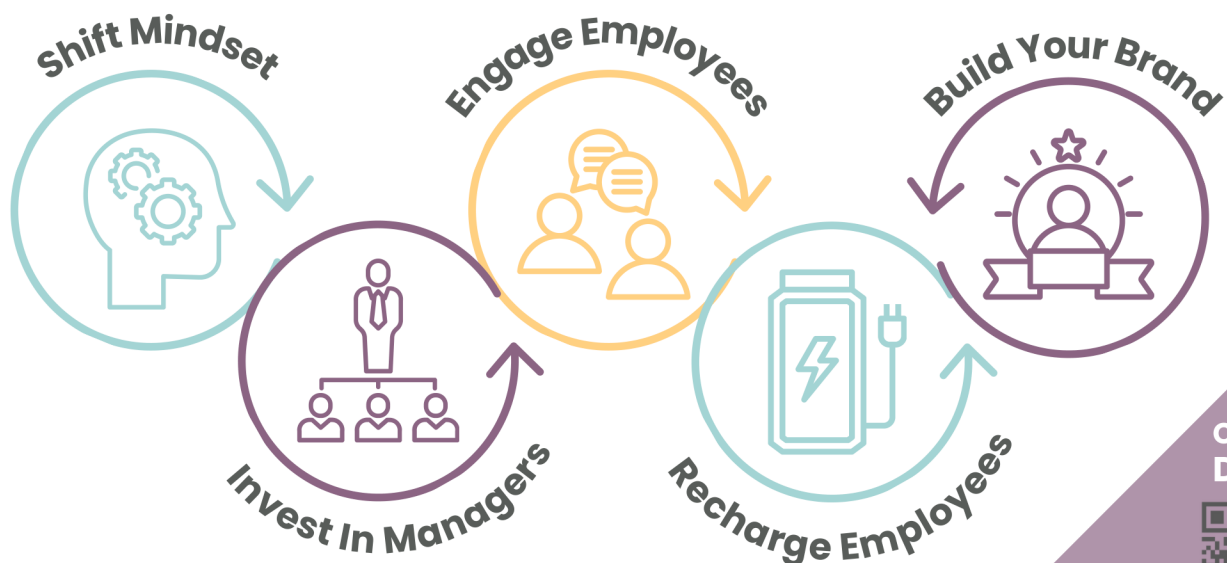 Shift Mindset
Invest In Managers
Engage Employees
Recharge Employees
Build Your Brand